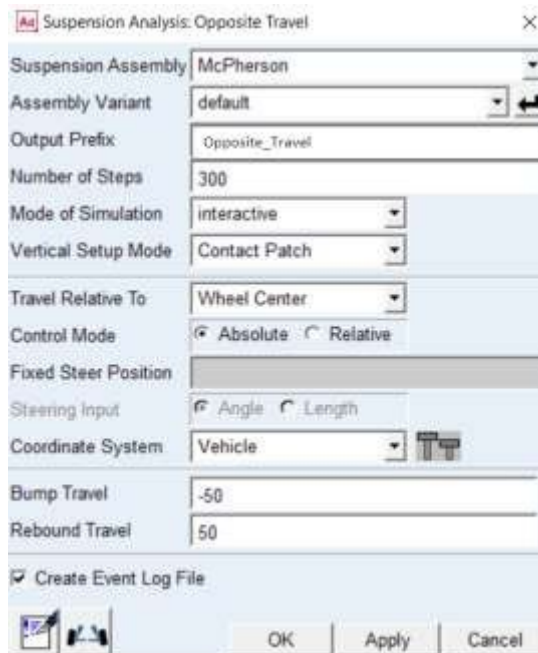 Ad Suspension Analysis: Opposite Travel
Suspension Assembly McPherson
Assembly Variant default
Output Prefix Opposite_Travel
Number of Steps 300
Mode of Simulation interactive
Vertical Setup Mode Contact Patch
Travel Relative To Wheel Center
Control Mode Absolute Relative
Fixed Steer Position
Steering Input Angle Length
Coordinate System Vehicle
Bump Travel -50
Rebound Travel 50
Create Event Log File
OK Apply Cancel